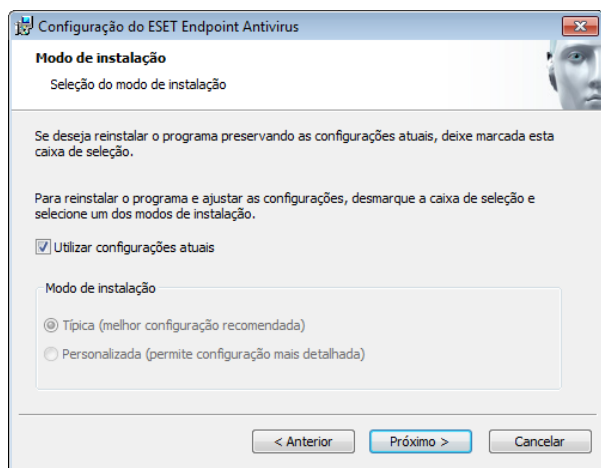 Configuração do ESET Endpoint Antivirus
Modo de instalação
Seleção do modo de instalação
Se deseja reinstalar o programa preservando as configurações atuais, deixe marcada esta
caixa de seleção.
Para reinstalar o programa e ajustar as configurações, desmarque a caixa de seleção e
selecione um dos modos de instalação.
Utilizar configurações atuais
Modo de instalação
Típica (melhor configuração recomendada)
Personalizada (permite configuração mais detalhada)
< Anterior
Próximo >
Cancelar